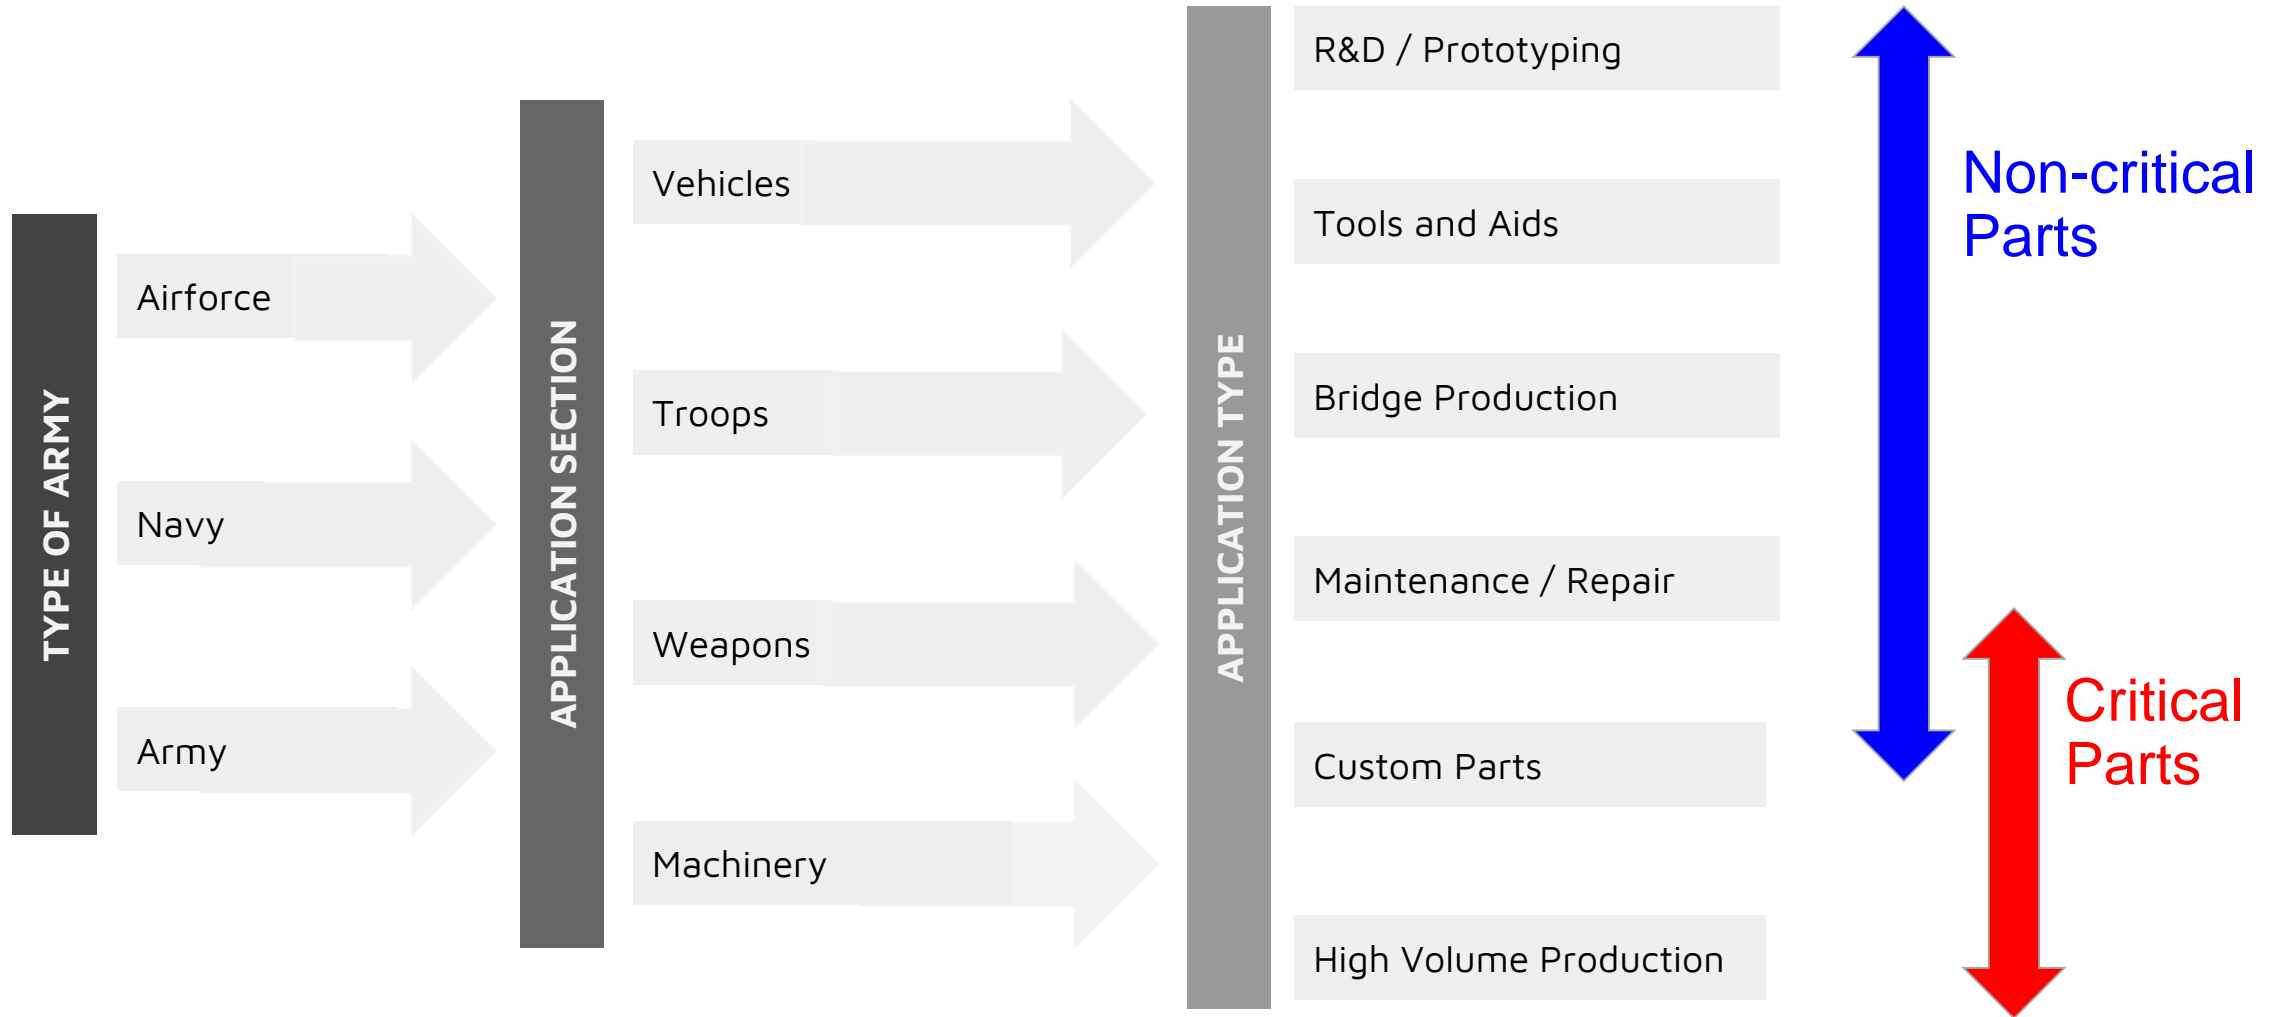 TYPE OF ARMY
Airforce
Navy
Army
APPLICATION SECTION
Vehicles
Troops
Weapons
Machinery
APPLICATION TYPE
R&D / Prototyping
Tools and Aids
Bridge Production
Maintenance / Repair
Custom Parts
High Volume Production
Non-critical
Parts
Critical
Parts